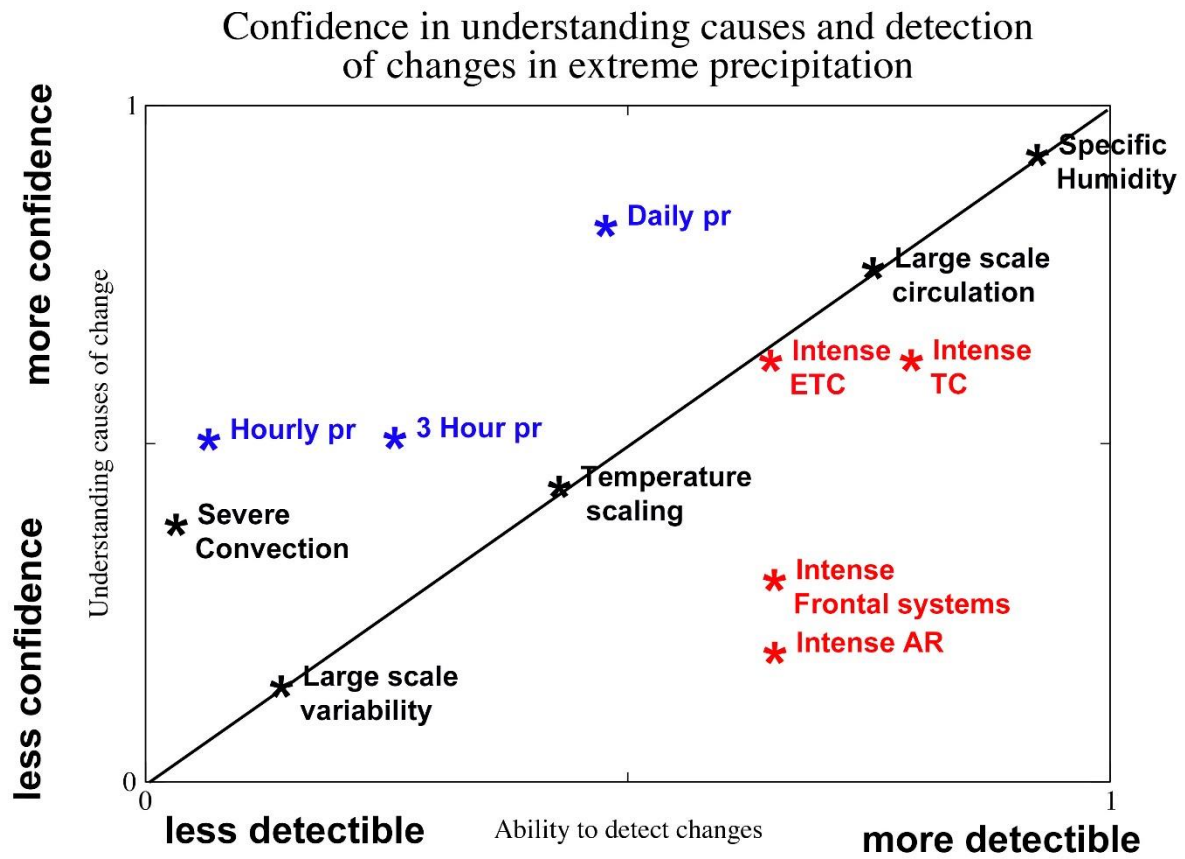 Confidence in understanding causes and detection
of changes in extreme precipitation
more confidence
less confidence
Understanding causes of change
1
0
Specific
Humidity
Daily pr
Large scale
circulation
Intense
ETC
Intense
TC
Hourly pr
3 Hour pr
Temperature
scaling
Severe
Convection
Intense
Frontal systems
Intense AR
Large scale
variability
0
1
less detectible
Ability to detect changes
more detectible